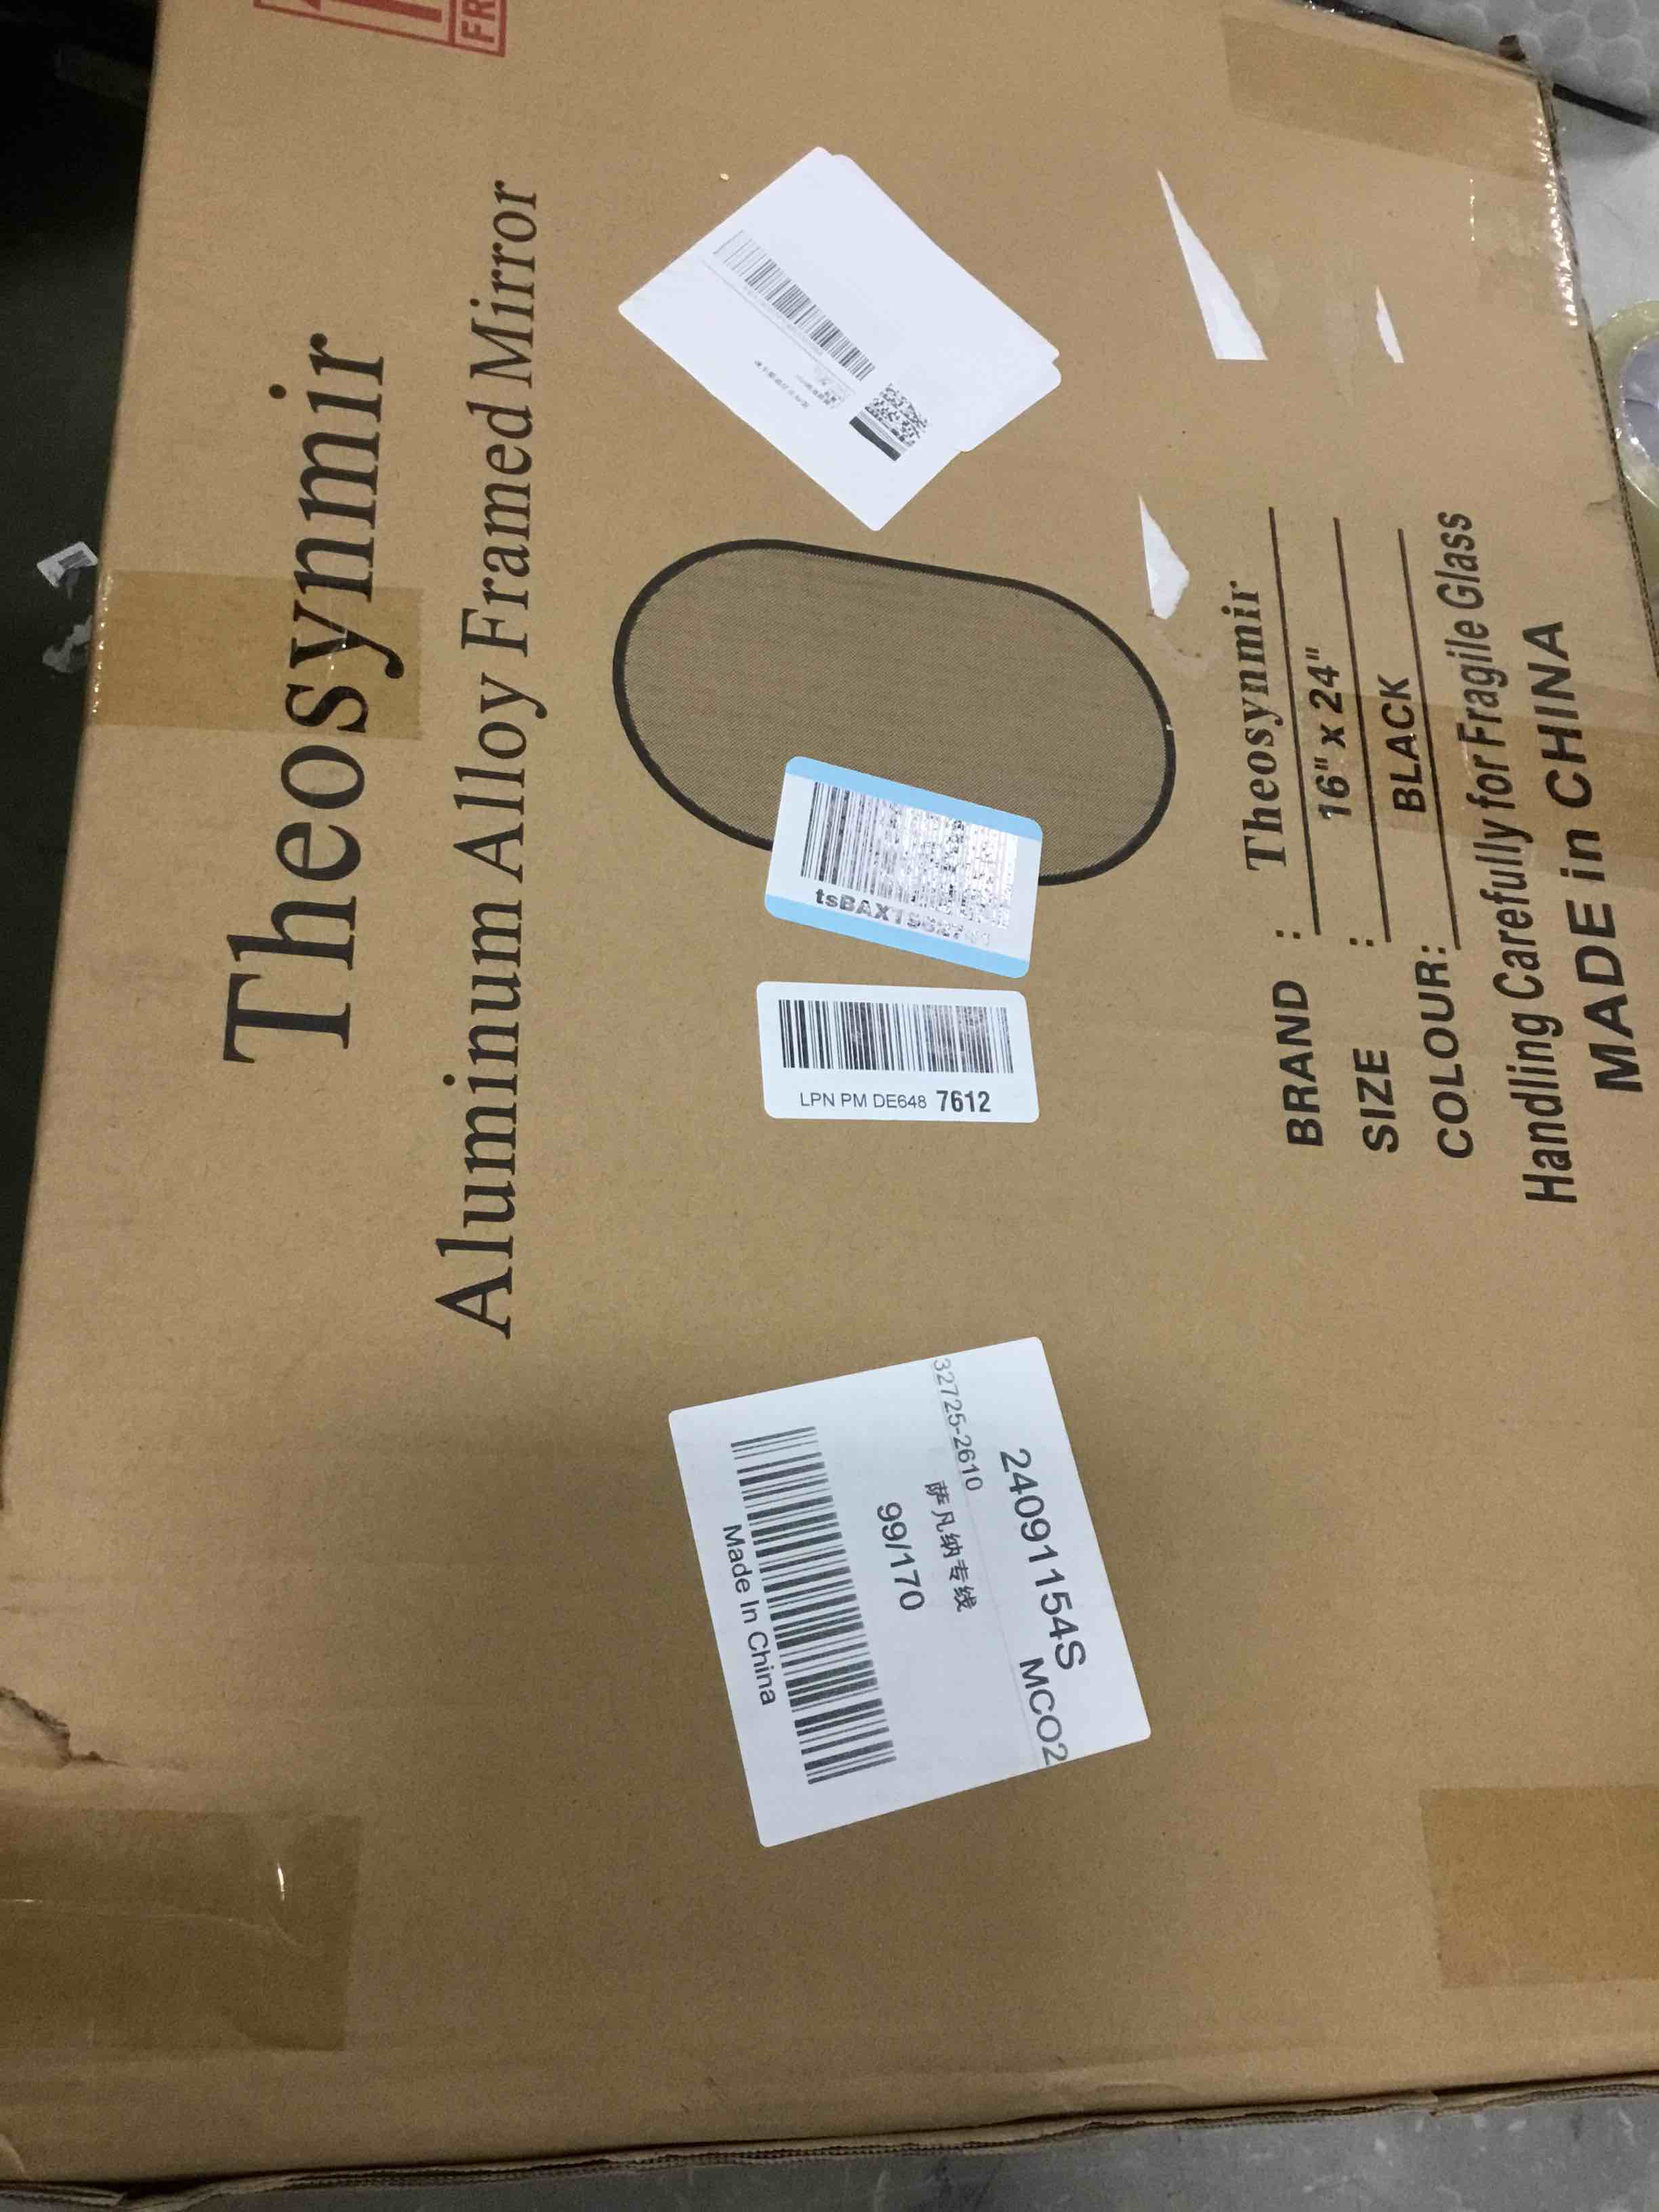 FR
Theosynmir
Aluminum Alloy Framed Mirror
LPN PM DE648 7612
BRAND : Theosynmir
SIZE : 16" x 24"
COLOUR: BLACK
Handling Carefully for Fragile Glass
MADE in CHINA
Made In China
99/170
萨凡纳专线
32725-2610
24091154S
MCO2